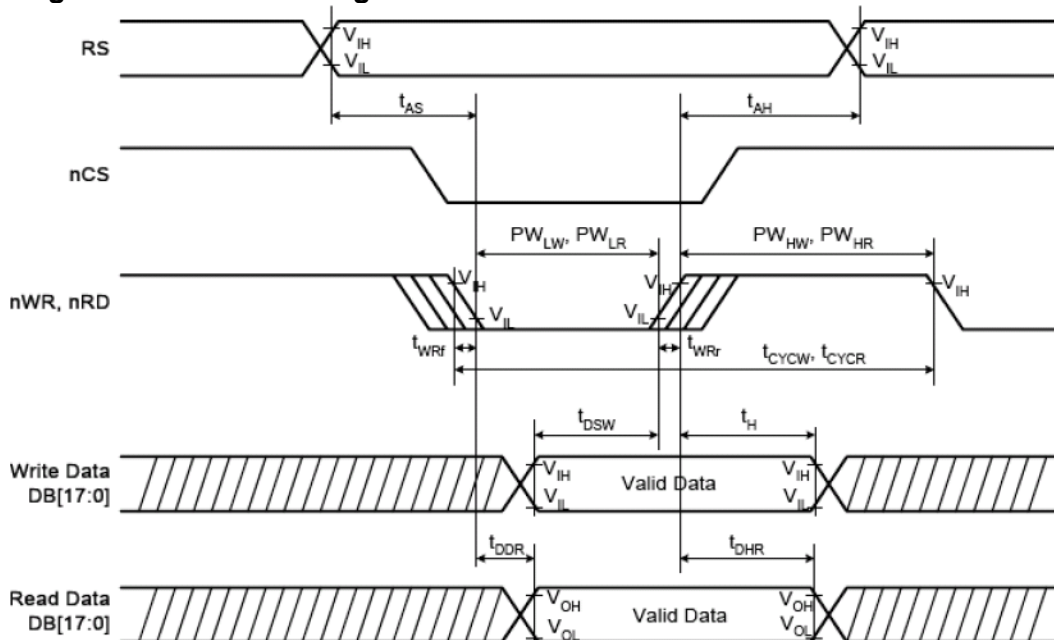 RS
V_IH
V_IL
V_IH
V_IL
t_AS
t_AH
nCS
PW_LW, PW_LR
PW_HW, PW_HR
nWR, nRD
V_IH
V_IL
V_IH
V_IL
V_IH
t_WRf
t_WRr
t_CYCW, t_CYCR
t_DSW
t_H
Write Data
DB[17:0]
V_IH
V_IL
Valid Data
V_IH
V_IL
t_DDR
t_DHR
Read Data
DB[17:0]
V_OH
V_OL
Valid Data
V_OH
V_OL